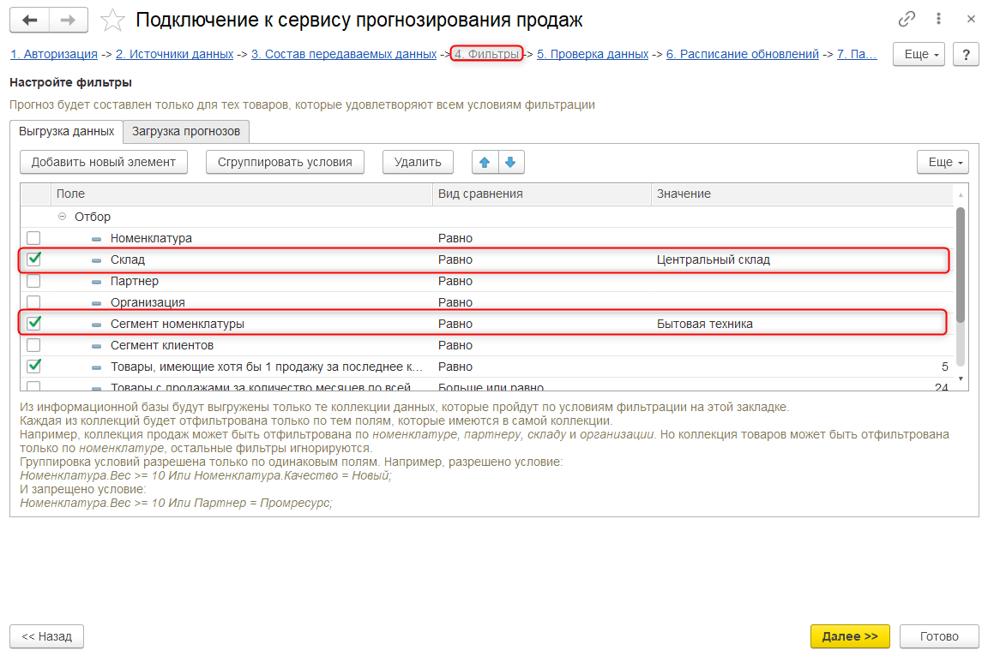 Подключение к сервису прогнозирования продаж
1. Авторизация -> 2. Источники данных -> 3. Состав передаваемых данных -> 4. Фильтры -> 5. Проверка данных -> 6. Расписание обновлений -> 7. Па... Еще ?
Настройте фильтры
Прогноз будет составлен только для тех товаров, которые удовлетворяют всем условиям фильтрации
Выгрузка данных Загрузка прогнозов
Добавить новый элемент Сгруппировать условия Удалить Еще
Поле Вид сравнения Значение
Отбор
Номенклатура Равно
Склад Равно Центральный склад
Партнер Равно
Организация Равно
Сегмент номенклатуры Равно Бытовая техника
Сегмент клиентов Равно
Товары, имеющие хотя бы 1 продажу за последнее к... Равно 5
Товары с продажами за количество месяцев по всей Больше или равно 24
Из информационной базы будут выгружены только те коллекции данных, которые пройдут по условиям фильтрации на этой закладке.
Каждая из коллекций будет отфильтрована только по тем полям, которые имеются в самой коллекции.
Например, коллекция продаж может быть отфильтрована по номенклатуре, партнеру, складу и организации. Но коллекция товаров может быть отфильтрована
только по номенклатуре, остальные фильтры игнорируются.
Группировка условий разрешена только по одинаковым полям. Например, разрешено условие:
Номенклатура.Вес >= 10 Или Номенклатура.Качество = Новый;
И запрещено условие:
Номенклатура.Вес >= 10 Или Партнер = Промресурс;
<< Назад Далее >> Готово